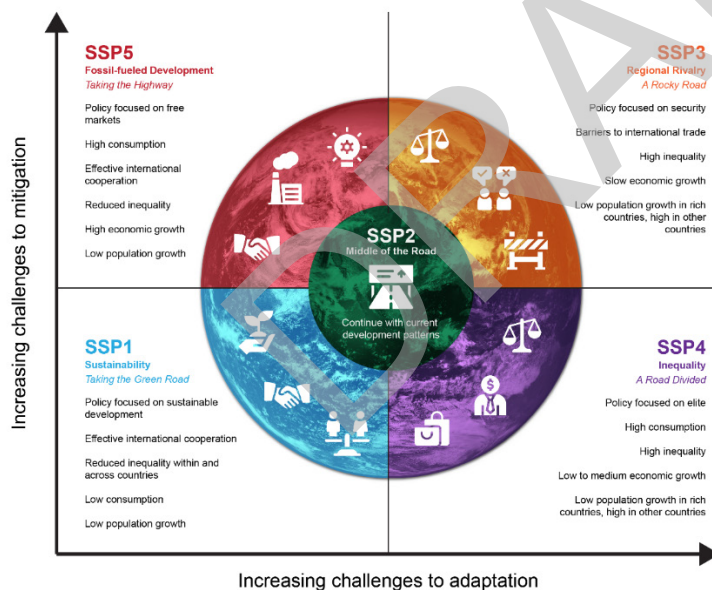 SSP5
Fossil-fueled Development
Taking the Highway
Policy focused on free
markets
High consumption
Effective international
cooperation
Reduced inequality
High economic growth
Low population growth
SSP3
Regional Rivalry
A Rocky Road
Policy focused on security
Barriers to international trade
High inequality
Slow economic growth
Low population growth in rich
countries, high in other
countries
SSP2
Middle of the Road
Continue with current
development patterns
SSP1
Sustainability
Taking the Green Road
Policy focused on sustainable
development
Effective international cooperation
Reduced inequality within and
across countries
Low consumption
Low population growth
SSP4
Inequality
A Road Divided
Policy focused on elite
High consumption
High inequality
Low to medium economic growth
Low population growth in rich
countries, high in other countries
Increasing challenges to mitigation
Increasing challenges to adaptation